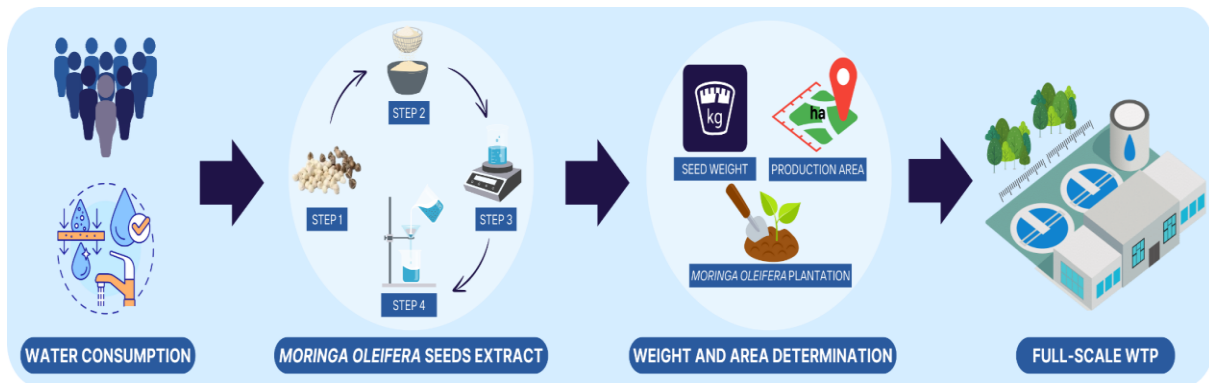 STEP 2
kg
ha
SEED WEIGHT
PRODUCTION AREA
STEP 1
STEP 3
MORINGA OLEIFERA PLANTATION
STEP 4
WATER CONSUMPTION
MORINGA OLEIFERA SEEDS EXTRACT
WEIGHT AND AREA DETERMINATION
FULL-SCALE WTP